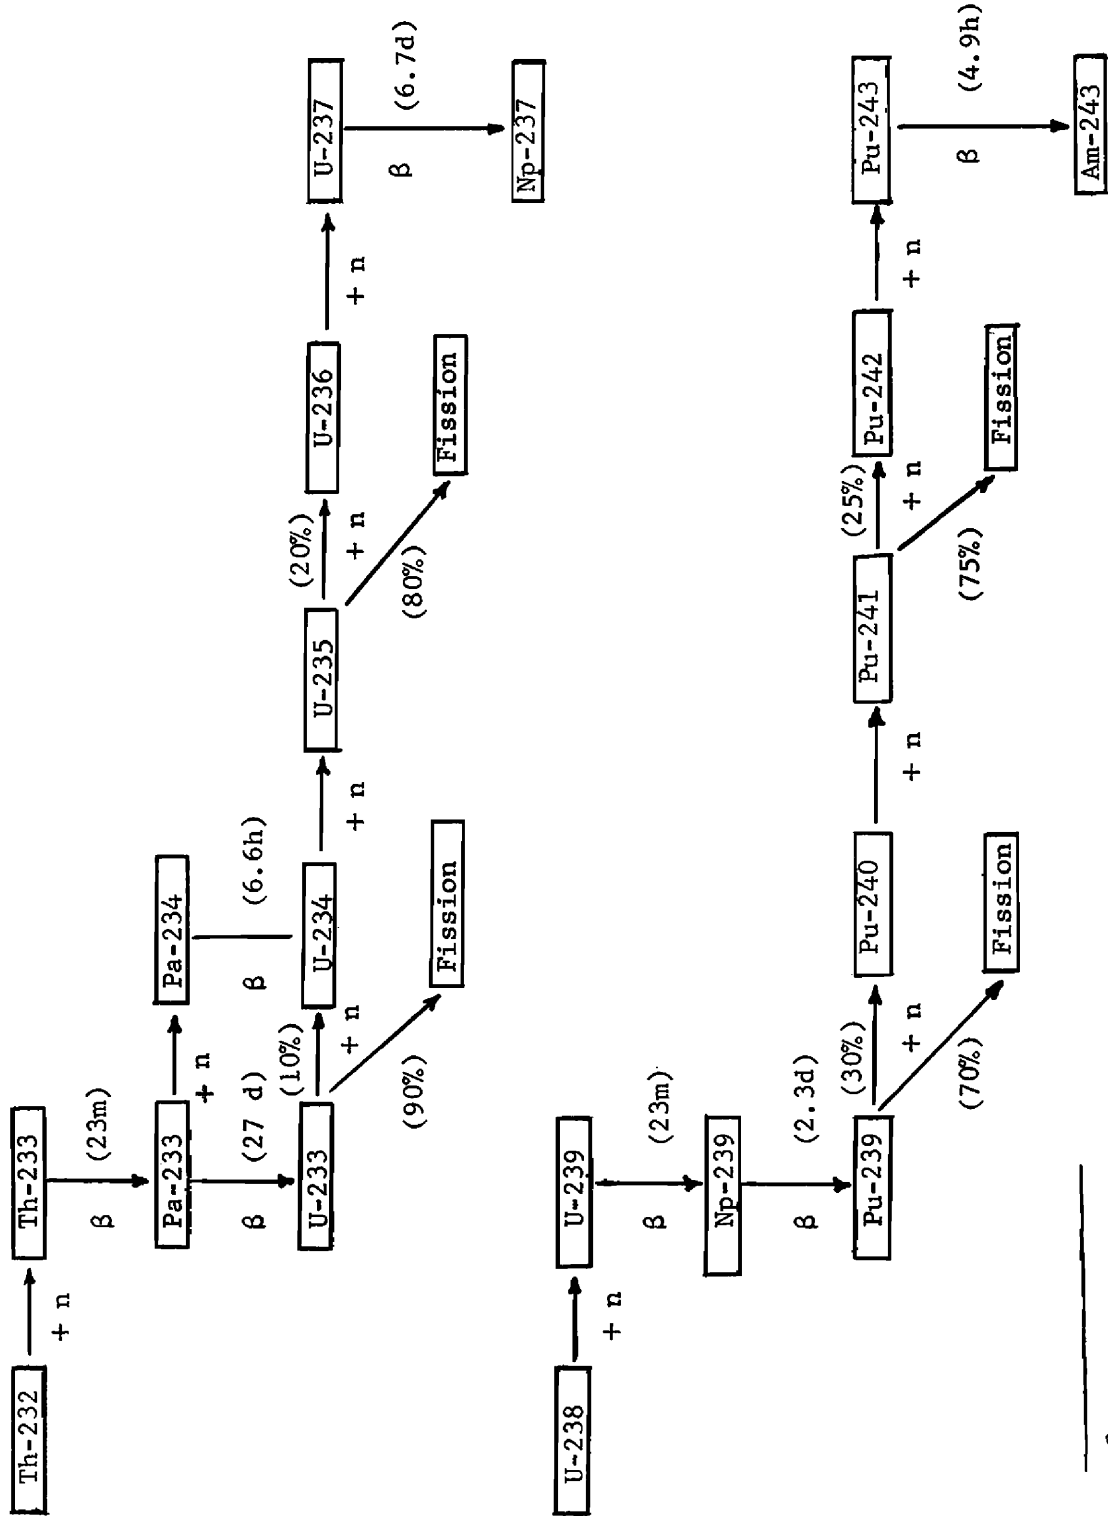 Th-232
+ n
Th-233
β
(23m)
Pa-233
+ n
Pa-234
β
(27 d)
β
(6.6h)
U-233
(10%)
+ n
U-234
+ n
U-235
(20%)
+ n
U-236
+ n
U-237
(90%)
Fission
(80%)
Fission
β
(6.7d)
Np-237
U-238
+ n
U-239
β
(23m)
Np-239
β
(2.3d)
Pu-239
(30%)
+ n
Pu-240
+ n
Pu-241
(25%)
+ n
Pu-242
+ n
Pu-243
(70%)
Fission
(75%)
Fission
β
(4.9h)
Am-243